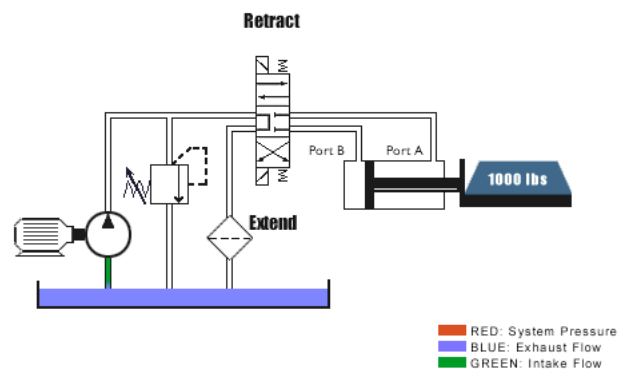 Retract
Port B
Port A
1000 lbs
Extend
RED: System Pressure
BLUE: Exhaust Flow
GREEN: Intake Flow